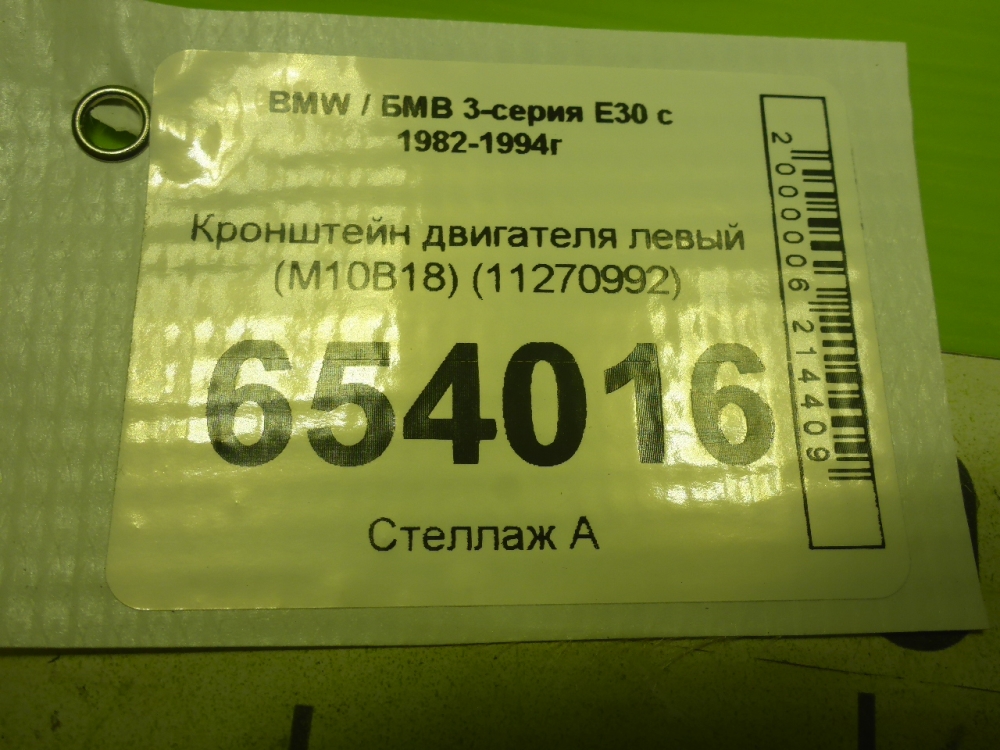 BMW / БМВ 3-серия E30 с
1982-1994г
Кронштейн двигателя левый
(M10B18) (11270992)
654016
Стеллаж А
2000006214409